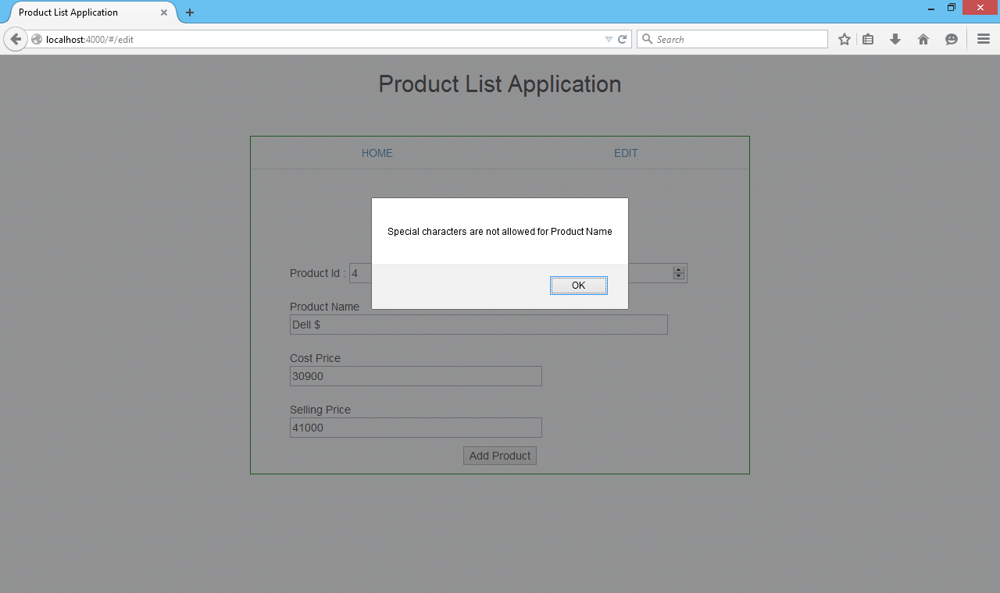 Product List Application
localhost:4000/#/edit
Search
Product List Application
HOME
EDIT
Special characters are not allowed for Product Name
OK
Product Id :
4
Product Name
Dell $
Cost Price
30900
Selling Price
41000
Add Product